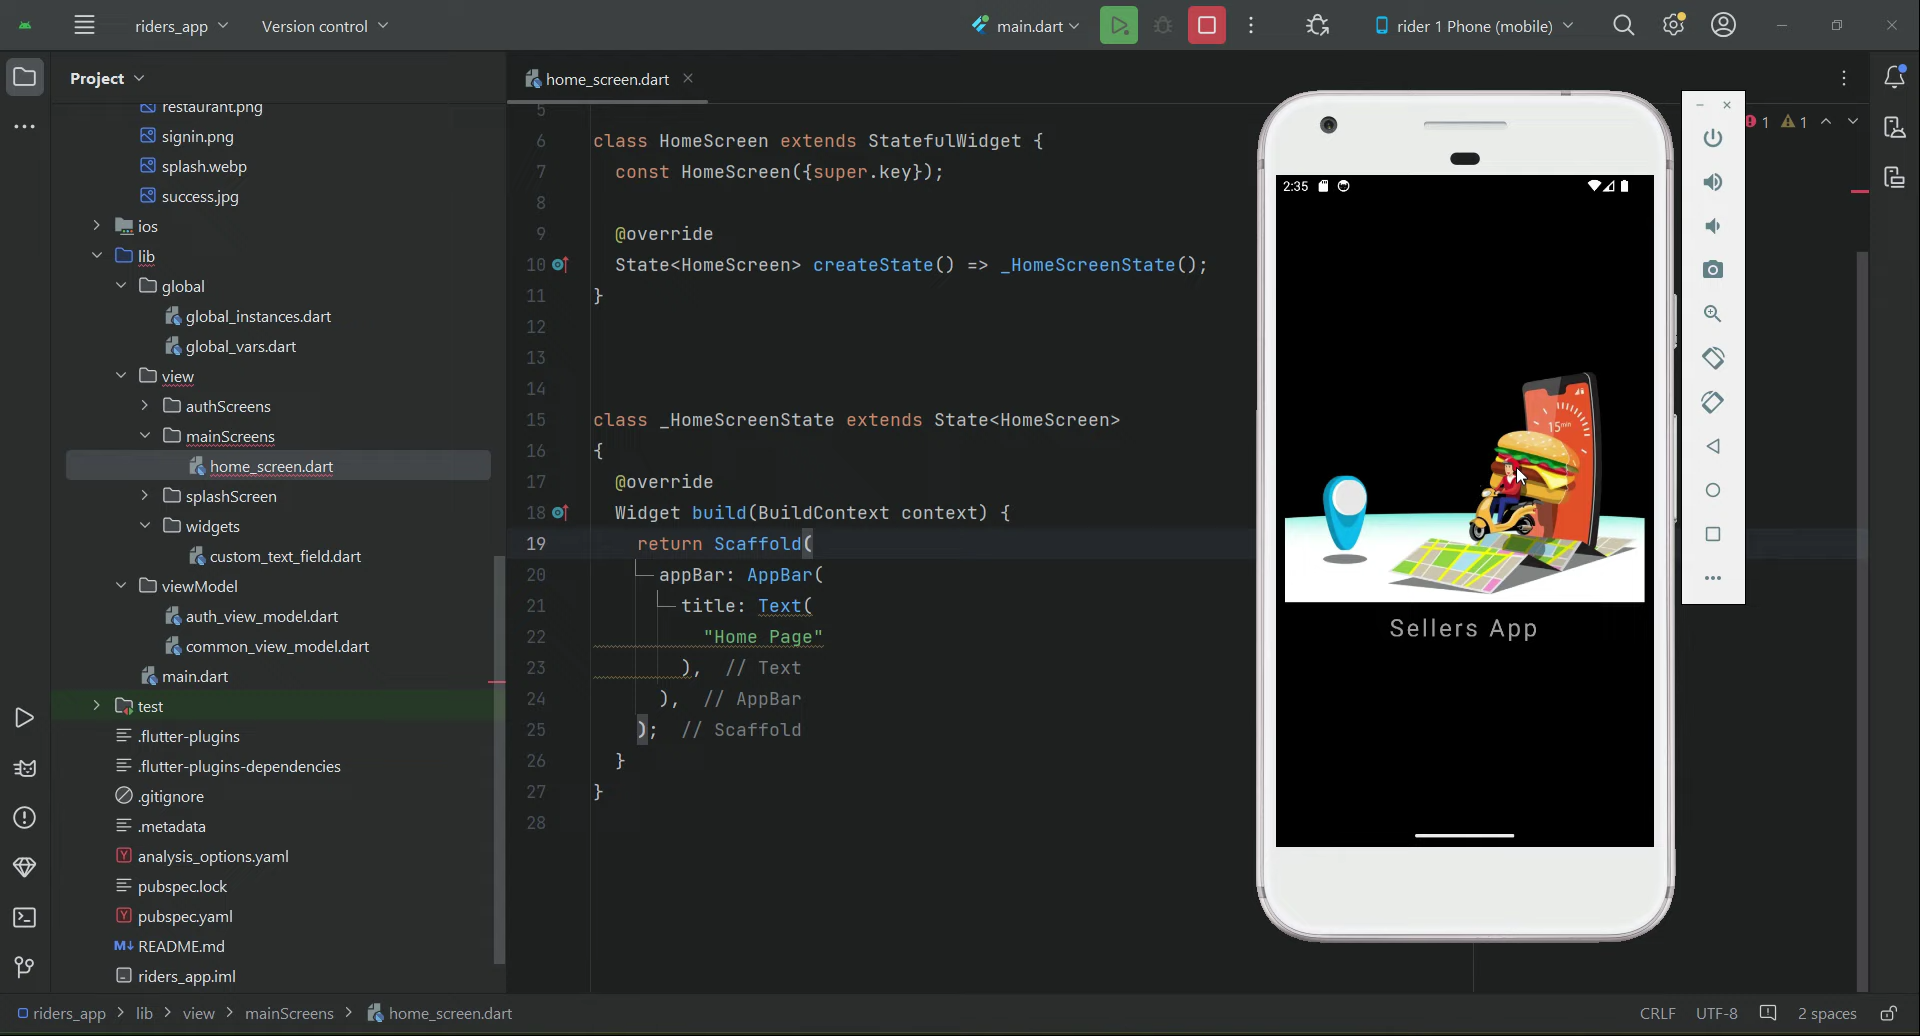 riders_app
Version control
main.dart
rider 1 Phone (mobile)
Project
home_screen.dart
restaurant.png
signin.png
splash.webp
success.jpg
ios
lib
global
global_instances.dart
global_vars.dart
view
authScreens
mainScreens
home_screen.dart
splashScreen
widgets
custom_text_field.dart
viewModel
auth_view_model.dart
common_view_model.dart
main.dart
test
.flutter-plugins
.flutter-plugins-dependencies
.gitignore
.metadata
analysis_options.yaml
pubspec.lock
pubspec.yaml
README.md
riders_app.iml
5
6 class HomeScreen extends StatefulWidget {
7 const HomeScreen({super.key});
8
9 @override
10 State<HomeScreen> createState() => _HomeScreenState();
11 }
12
13
14
15 class _HomeScreenState extends State<HomeScreen>
16 {
17 @override
18 Widget build(BuildContext context) {
19 return Scaffold(
20 appBar: AppBar(
21 title: Text(
22 "Home Page"
23 ), // Text
24 ), // AppBar
25 ); // Scaffold
26 }
27 }
28
1 1
2:35
15min
Sellers App
riders_app > lib > view > mainScreens > home_screen.dart
CRLF UTF-8 2 spaces